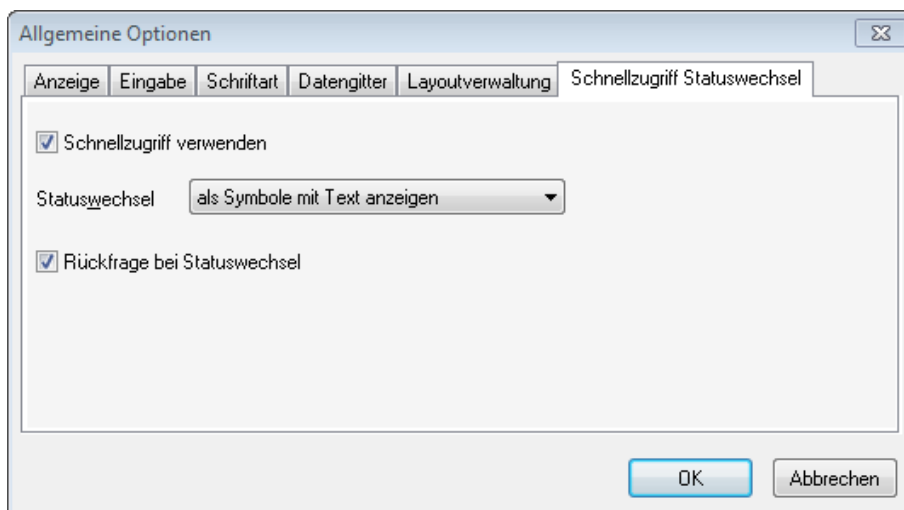 Allgemeine Optionen
Anzeige Eingabe Schriftart Datengitter Layoutverwaltung Schnellzugriff Statuswechsel
Schnellzugriff verwenden
Statuswechsel als Symbole mit Text anzeigen
Rückfrage bei Statuswechsel
OK Abbrechen